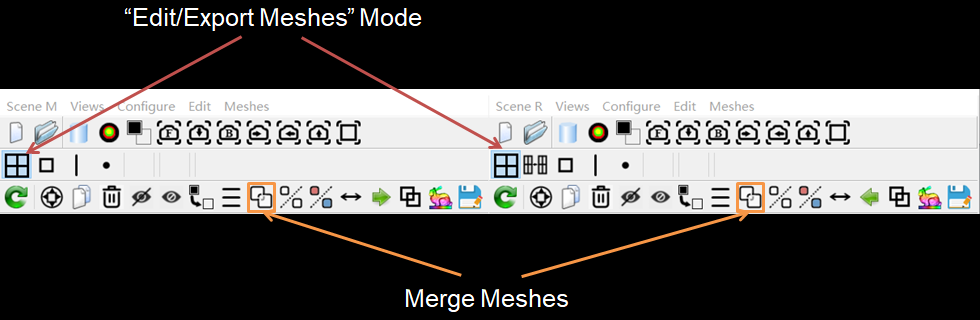 “Edit/Export Meshes” Mode
Scene M Views Configure Edit Meshes
Scene R Views Configure Edit Meshes
F B F B
Merge Meshes